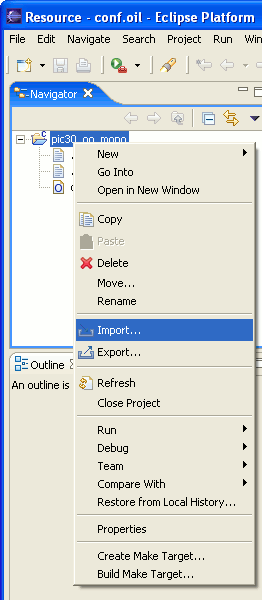 Resource - conf.oil - Eclipse Platform
File Edit Navigate Search Project Run Win
Navigator
pic30_oo_mono
New
Go Into
Open in New Window
Copy
Paste
Delete
Move...
Rename
Import...
Export...
Refresh
Close Project
Run
Debug
Team
Compare With
Restore from Local History...
Properties
Create Make Target...
Build Make Target...
Outline
An outline is